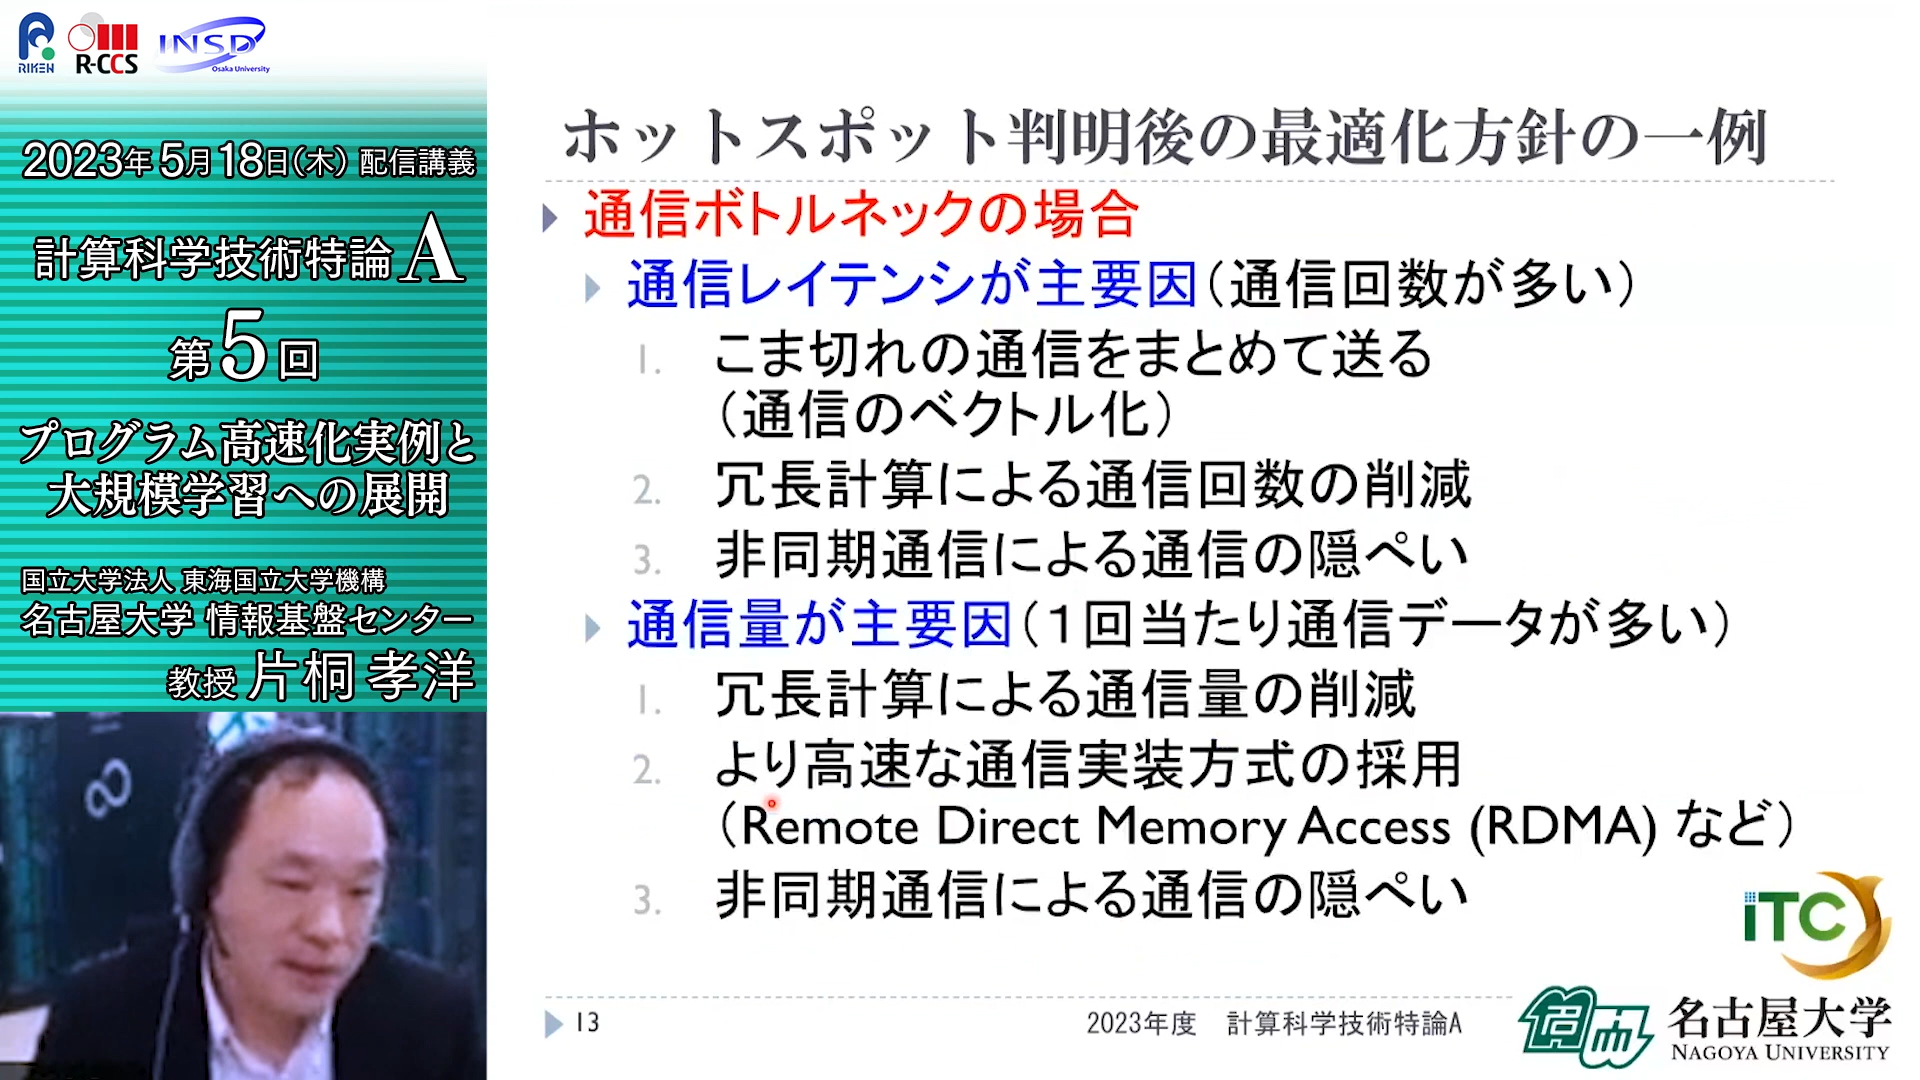 RIKEN
R-CCS
INSD
Osaka University
2023年5月18日(木) 配信講義
計算科学技術特論A
第5回
プログラム高速化実例と
大規模学習への展開
国立大学法人 東海国立大学機構
名古屋大学 情報基盤センター
教授 片桐 孝洋
ホットスポット判明後の最適化方針の一例
通信ボトルネックの場合
通信レイテンシが主要因（通信回数が多い）
1. こま切れの通信をまとめて送る
（通信のベクトル化）
2. 冗長計算による通信回数の削減
3. 非同期通信による通信の隠ぺい
通信量が主要因（１回当たり通信データが多い）
1. 冗長計算による通信量の削減
2. より高速な通信実装方式の採用
（Remote Direct Memory Access (RDMA) など）
3. 非同期通信による通信の隠ぺい
iTC
13
2023年度　計算科学技術特論A
名古屋大学
NAGOYA UNIVERSITY